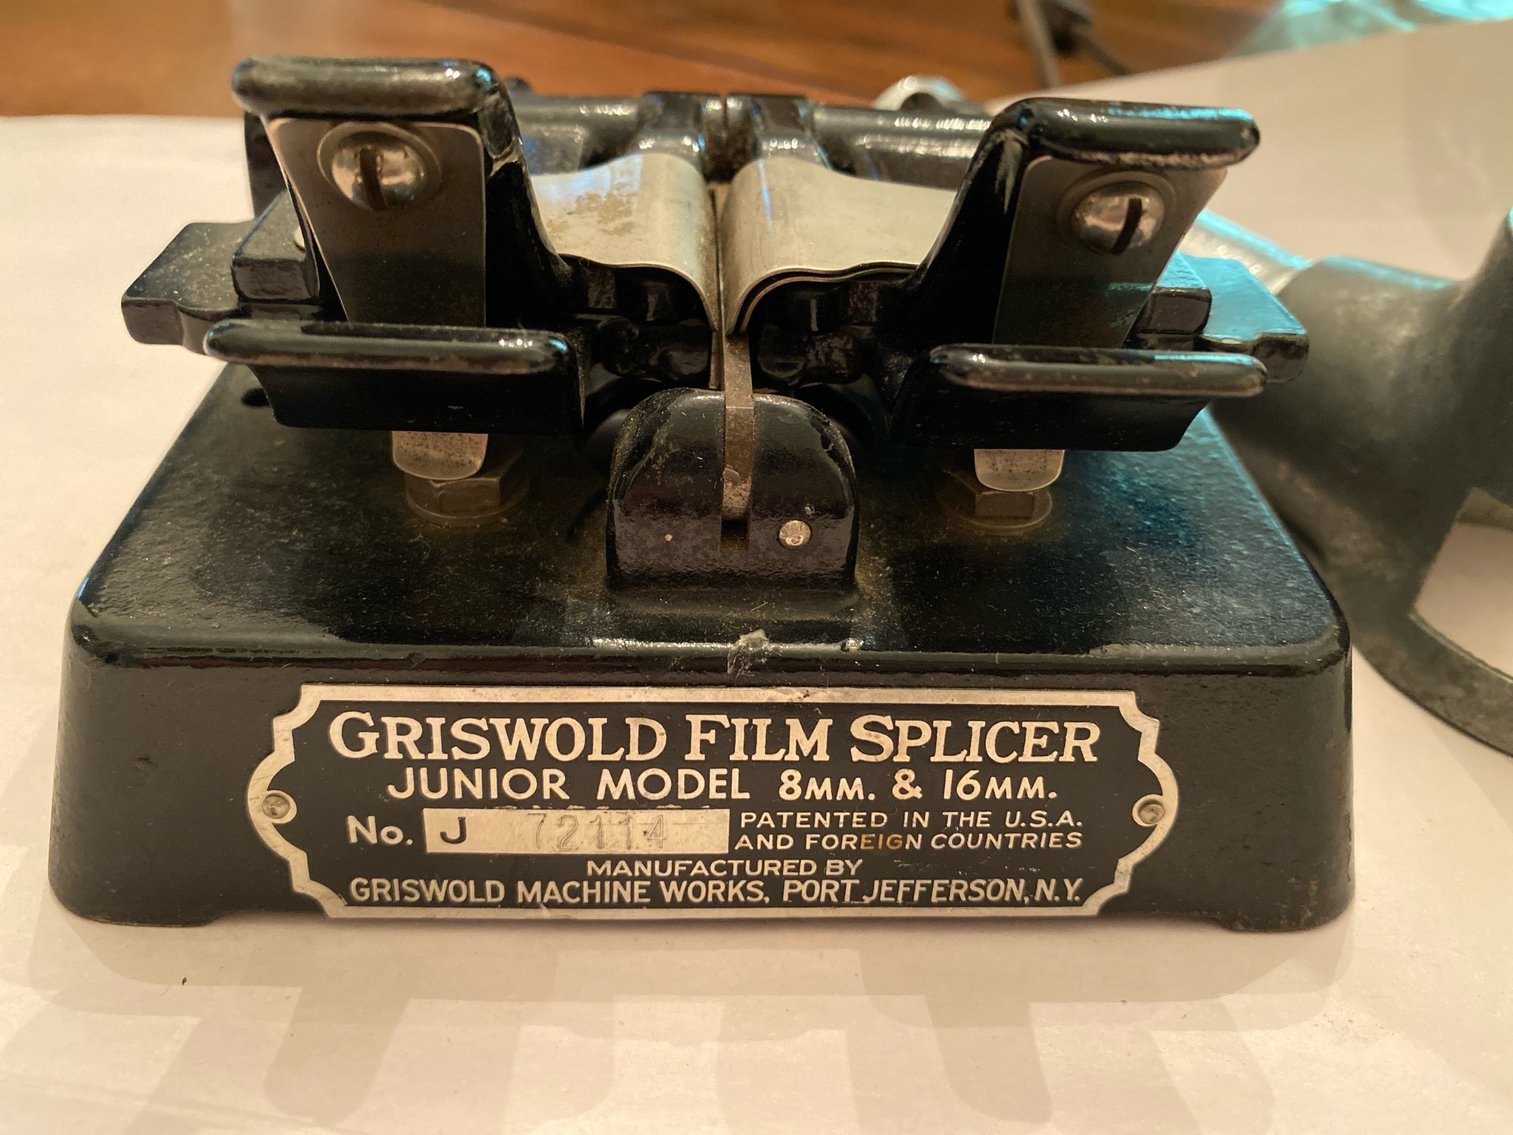 GRISWOLD FILM SPLICER
JUNIOR MODEL 8MM. & 16MM.
No. J 72114
PATENTED IN THE U.S.A.
AND FOREIGN COUNTRIES
MANUFACTURED BY
GRISWOLD MACHINE WORKS, PORT JEFFERSON, N.Y.